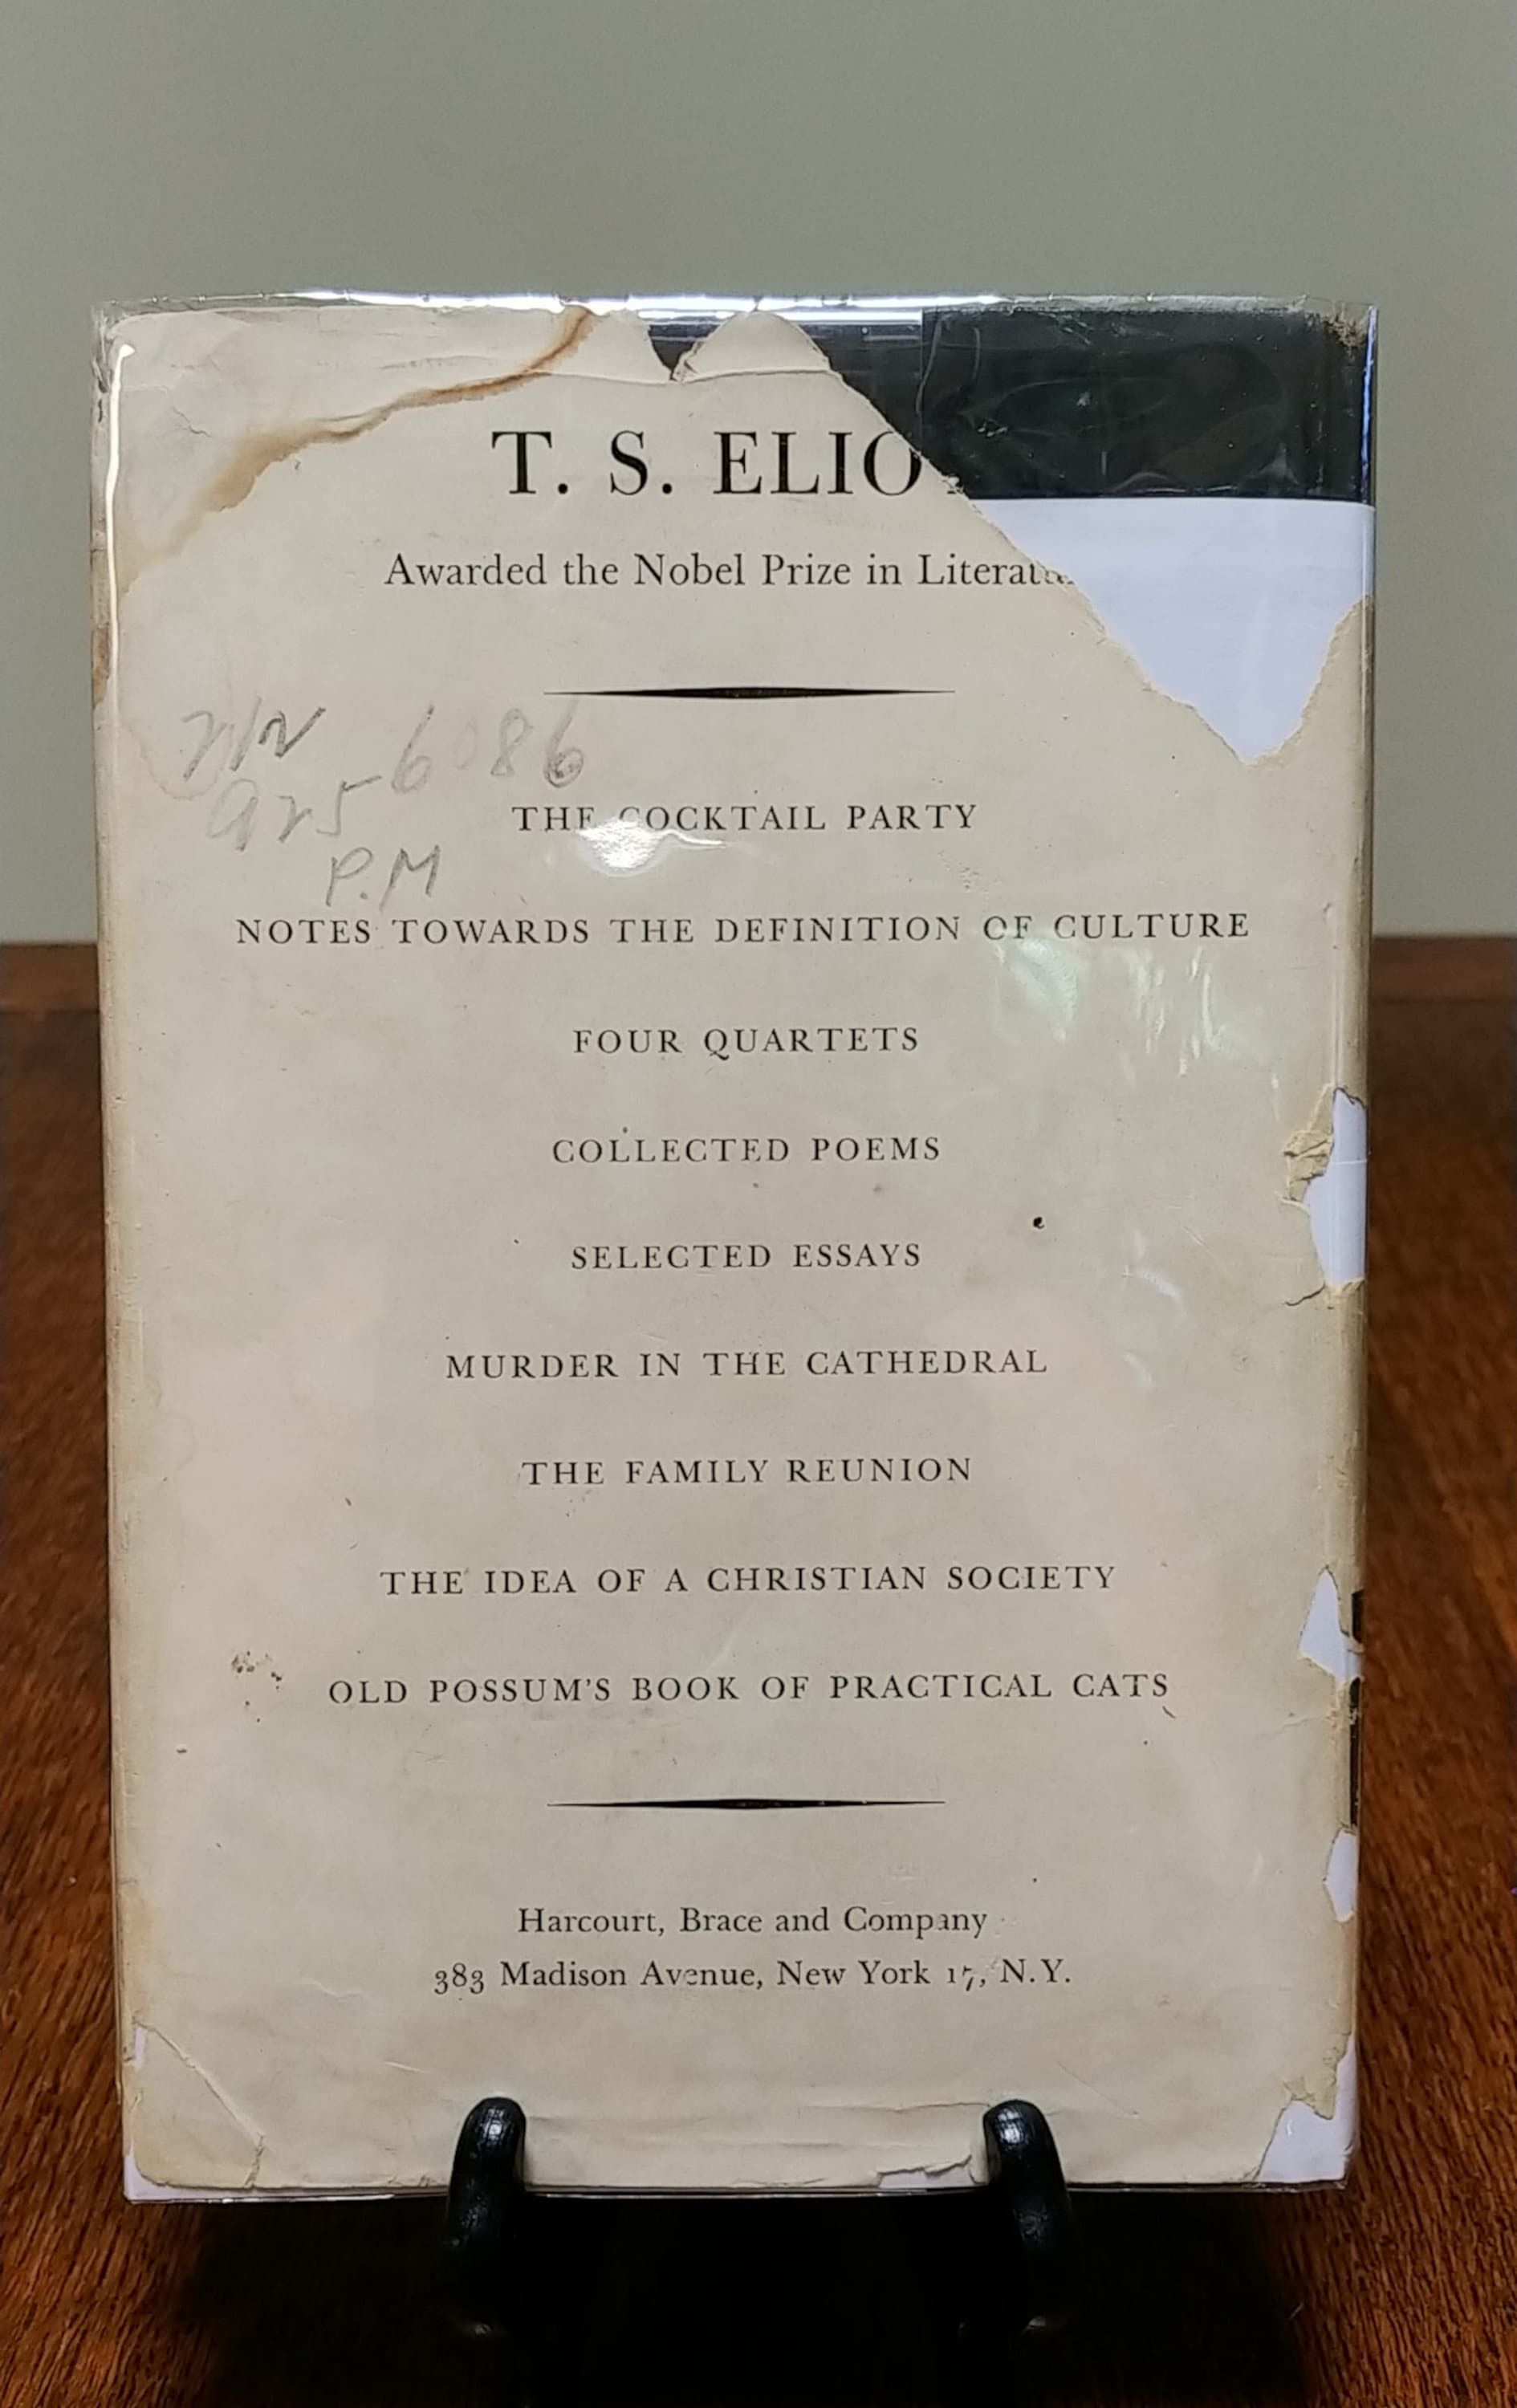 T. S. ELIO
Awarded the Nobel Prize in Literatu
6086
P.M
THE COCKTAIL PARTY
NOTES TOWARDS THE DEFINITION OF CULTURE
FOUR QUARTETS
COLLECTED POEMS
SELECTED ESSAYS
MURDER IN THE CATHEDRAL
THE FAMILY REUNION
THE IDEA OF A CHRISTIAN SOCIETY
OLD POSSUM'S BOOK OF PRACTICAL CATS
Harcourt, Brace and Company
383 Madison Avenue, New York 17, N.Y.